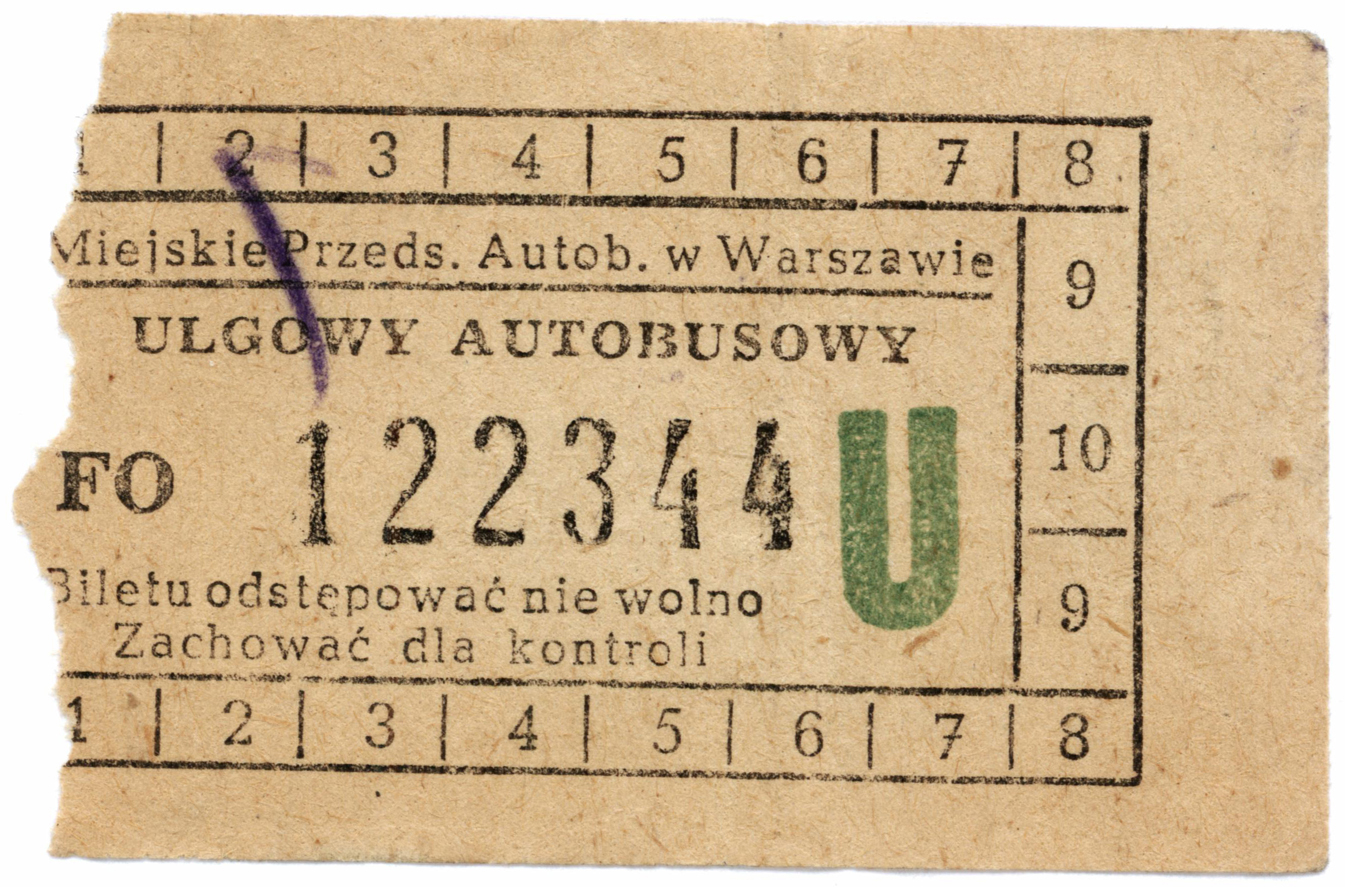 1 | 2 | 3 | 4 | 5 | 6 | 7 | 8
Miejskie Przeds. Autob. w Warszawie
9
ULGOWY AUTOBUSOWY
FO 122344 U
10
Biletu odstępować nie wolno
9
Zachować dla kontroli
1 | 2 | 3 | 4 | 5 | 6 | 7 | 8